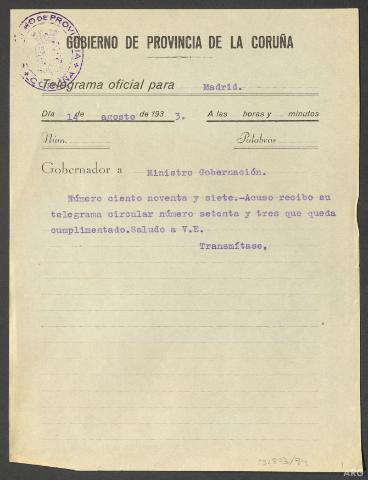 GOBIERNO DE PROVINCIA DE LA CORUÑA
Telegrama oficial para Madrid.
Día 14 de agosto de 193 3. A las horas y minutos
Núm. Palabras
Gobernador a Ministro Gobernación.
Número ciento noventa y siete.-Acuso recibo su
telegrama circular número setenta y tres que queda
cumplimentado.Saludo a V.E.
Transmítase,
ARG